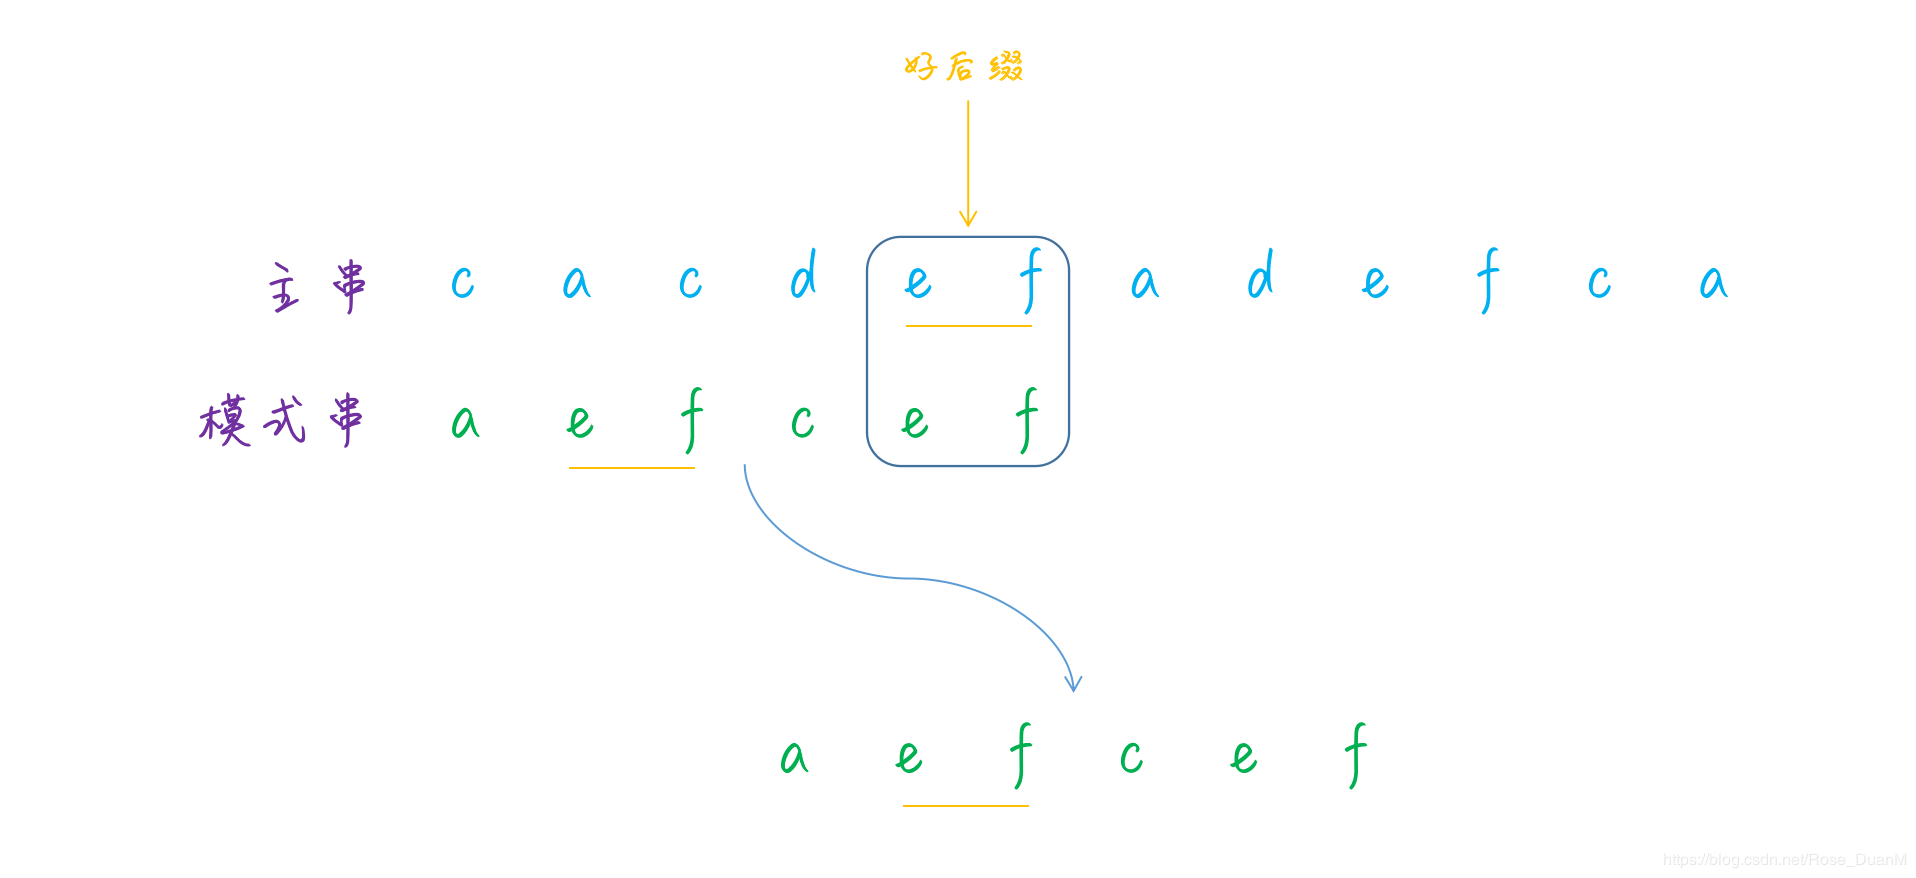 好后缀
主串 c a c d e f a d e f c a
模式串 a e f c e f
a e f c e f
https://blog.csdn.net/Rose_DuanM